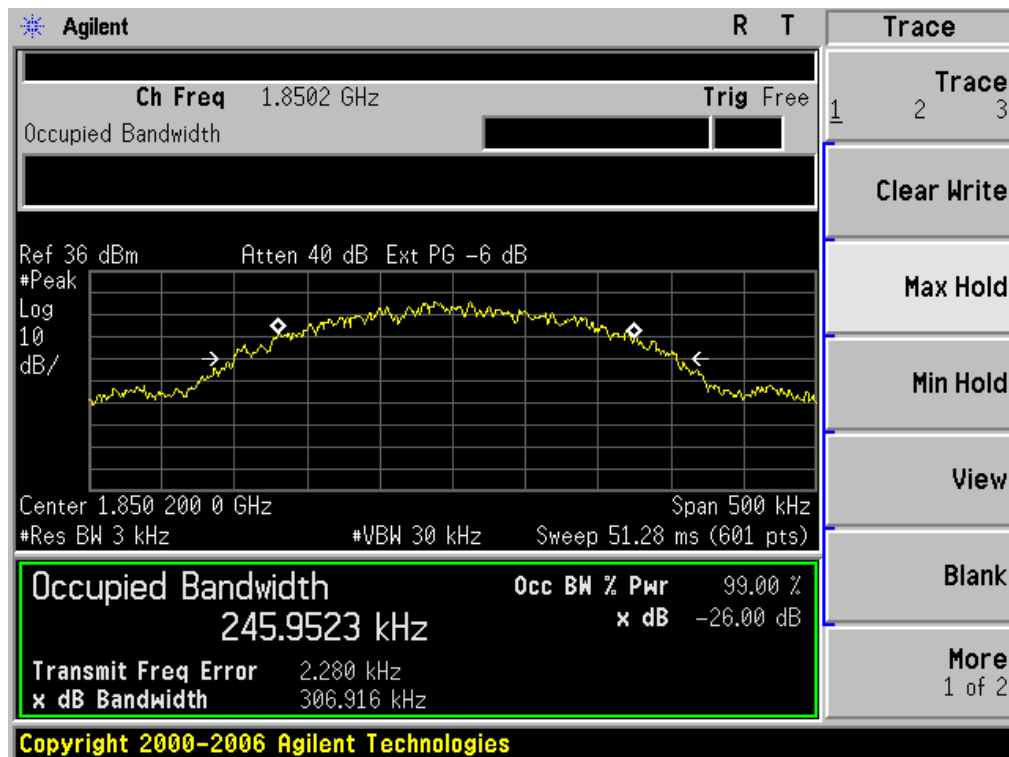 Agilent R T
Ch Freq 1.8502 GHz Trig Free
Occupied Bandwidth
Ref 36 dBm Atten 40 dB Ext PG -6 dB
#Peak
Log
10
dB/
Center 1.850 200 0 GHz Span 500 kHz
#Res BW 3 kHz #VBW 30 kHz Sweep 51.28 ms (601 pts)
Occupied Bandwidth
245.9523 kHz
Occ BW % Pwr 99.00 %
x dB -26.00 dB
Transmit Freq Error 2.280 kHz
x dB Bandwidth 306.916 kHz
Copyright 2000-2006 Agilent Technologies
Trace
Trace
1 2 3
Clear Write
Max Hold
Min Hold
View
Blank
More
1 of 2